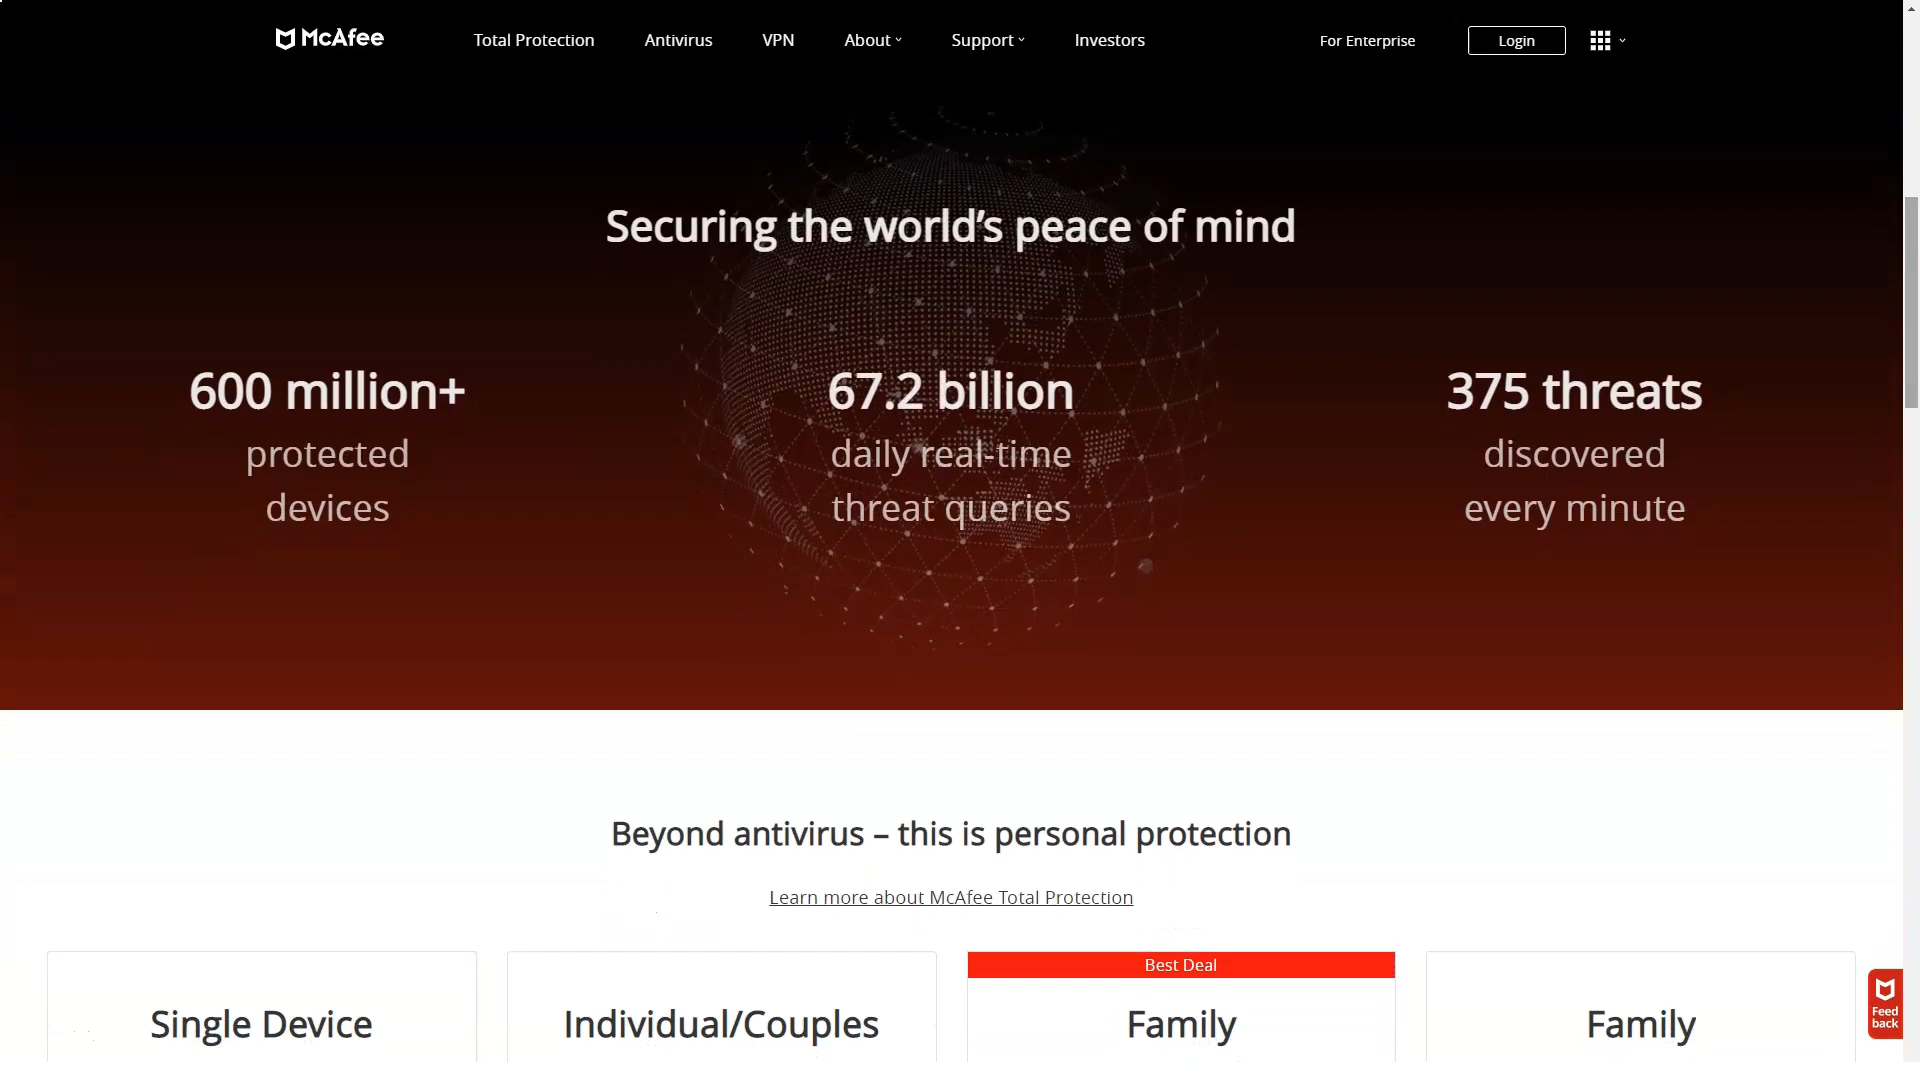 McAfee Total Protection Antivirus VPN About Support Investors For Enterprise Login
Securing the world’s peace of mind
600 million+ 67.2 billion 375 threats
protected daily real-time discovered
devices threat queries every minute
Beyond antivirus – this is personal protection
Learn more about McAfee Total Protection
Best Deal
Single Device Individual/Couples Family Family
Feed
back